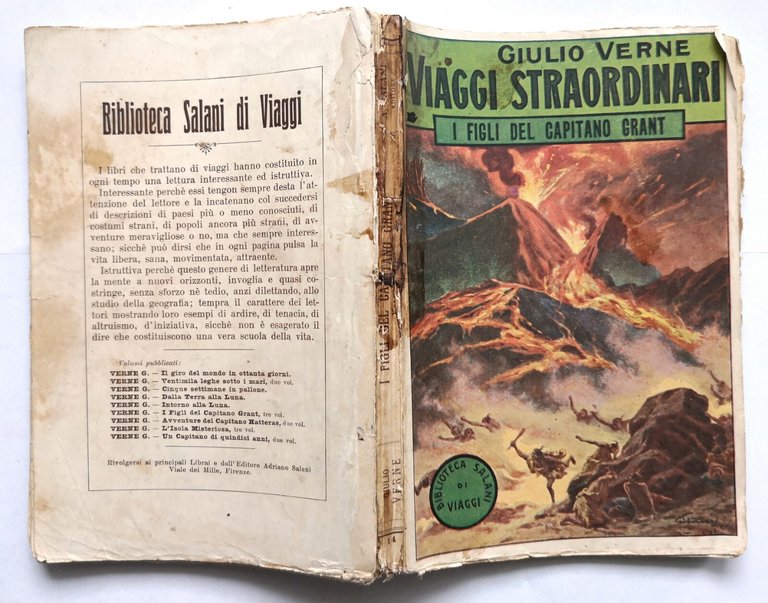 Biblioteca Salani di Viaggi
I libri che trattano di viaggi hanno costituito in
ogni tempo una lettura interessante ed istruttiva.
Interessante perchè essi tengon sempre desta l'at-
tenzione del lettore e la incatenano col succedersi
di descrizioni di paesi più o meno conosciuti, di
costumi strani, di popoli ancora più strani, di av-
venture meravigliose o no, ma che sempre interes-
sano; sicchè può dirsi che in ogni pagina pulsa la
vita libera, sana, movimentata, attraente.
Istruttiva perchè questo genere di letteratura apre
la mente a nuovi orizzonti, invoglia e quasi co-
stringe, senza sforzo nè tedio, anzi dilettando, allo
studio della geografia; tempra il carattere dei let-
tori mostrando loro esempi di ardire, di tenacia, di
altruismo, d'iniziativa, sicchè non è esagerato il
dire che costituiscono una vera scuola della vita.
Volumi pubblicati:
VERNE G. — Il giro del mondo in ottanta giorni.
VERNE G. — Ventimila leghe sotto i mari, due vol.
VERNE G. — Cinque settimane in pallone.
VERNE G. — Dalla Terra alla Luna.
VERNE G. — Intorno alla Luna.
VERNE G. — I Figli del Capitano Grant, tre vol.
VERNE G. — Avventure del Capitano Hatteras, due vol.
VERNE G. — L'Isola Misteriosa, tre vol.
VERNE G. — Un Capitano di quindici anni, due vol.
Rivolgersi ai principali Librai e dall'Editore Adriano Salani
Viale dei Mille, Firenze.
GIULIO
VERNE
I FIGLI DEL CAPITANO GRANT
14
GIULIO VERNE
VIAGGI STRAORDINARI
I FIGLI DEL CAPITANO GRANT
BIBLIOTECA SALANI
DI
VIAGGI